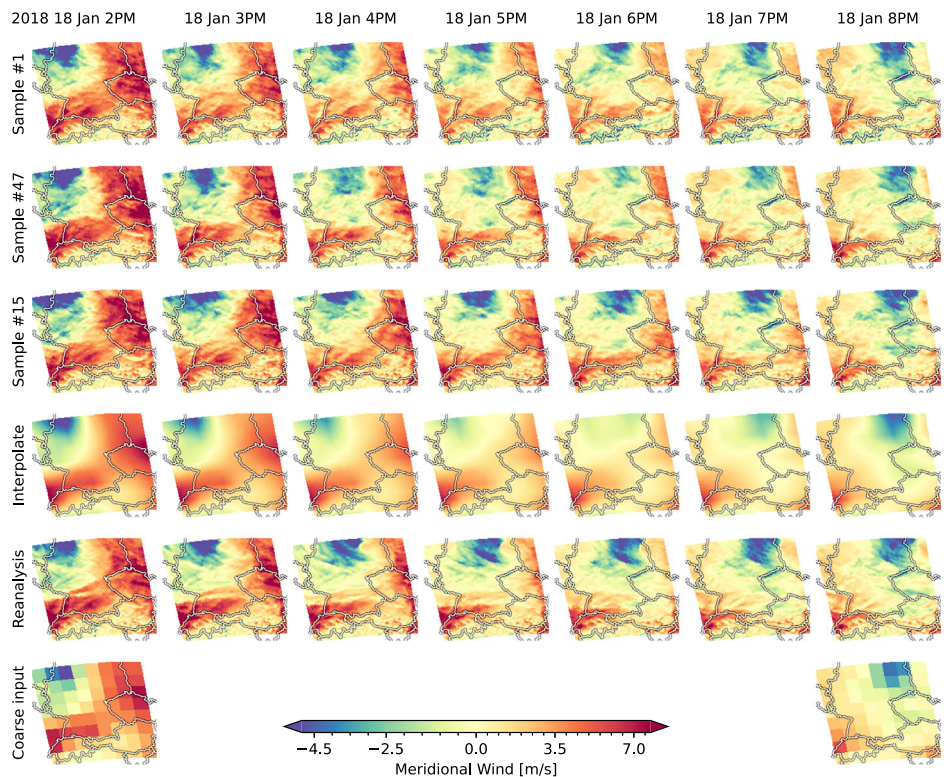 2018 18 Jan 2PM 18 Jan 3PM 18 Jan 4PM 18 Jan 5PM 18 Jan 6PM 18 Jan 7PM 18 Jan 8PM
Sample #1
Sample #47
Sample #15
Interpolate
Reanalysis
Coarse input
−4.5 −2.5 0.0 3.5 7.0
Meridional Wind [m/s]